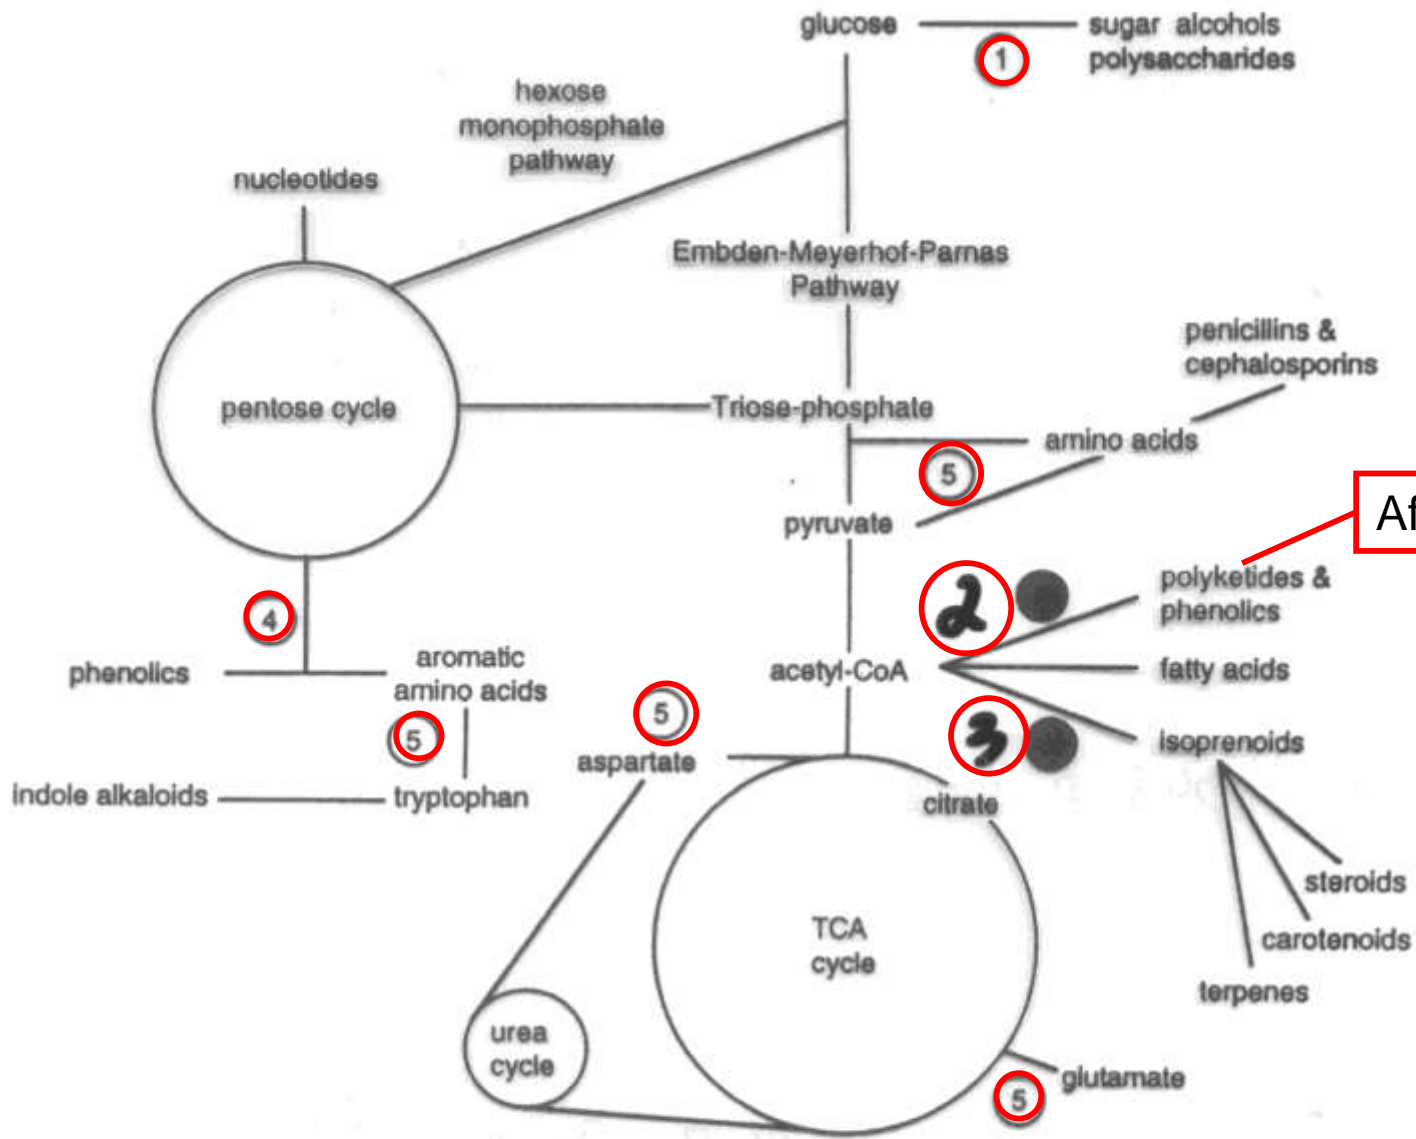 glucose
sugar alcohols
polysaccharides
1
hexose
monophosphate
pathway
nucleotides
Embden-Meyerhof-Parnas
Pathway
penicillins &
cephalosporins
pentose cycle
Triose-phosphate
amino acids
5
pyruvate
Af
2
polyketides &
phenolics
4
phenolics
aromatic
amino acids
acetyl-CoA
fatty acids
5
5
3
isoprenoids
aspartate
indole alkaloids
tryptophan
citrate
steroids
TCA
cycle
carotenoids
terpenes
urea
cycle
glutamate
5